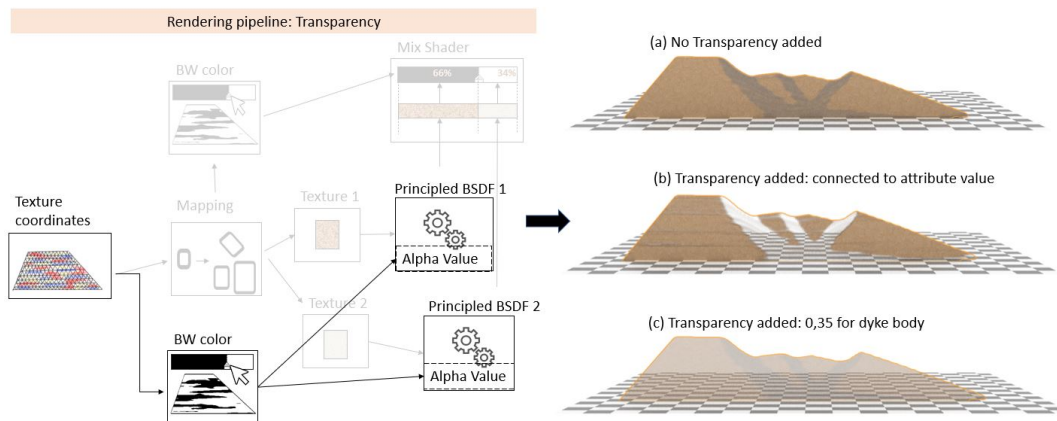 Rendering pipeline: Transparency
Mix Shader
BW color
66%
34%
Principled BSDF 1
Texture 1
Mapping
Texture
coordinates
Alpha Value
Principled BSDF 2
Texture 2
BW color
Alpha Value
(a) No Transparency added
(b) Transparency added: connected to attribute value
(c) Transparency added: 0,35 for dyke body